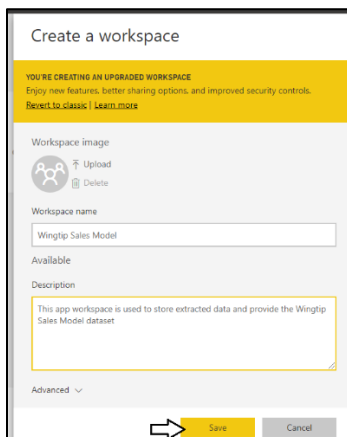 Create a workspace
YOU'RE CREATING AN UPGRADED WORKSPACE
Enjoy new features, better sharing options, and improved security controls.
Revert to classic | Learn more
Workspace image
Upload
Delete
Workspace name
Wingtip Sales Model
Available
Description
This app workspace is used to store extracted data and provide the Wingtip
Sales Model dataset
Advanced
Save Cancel